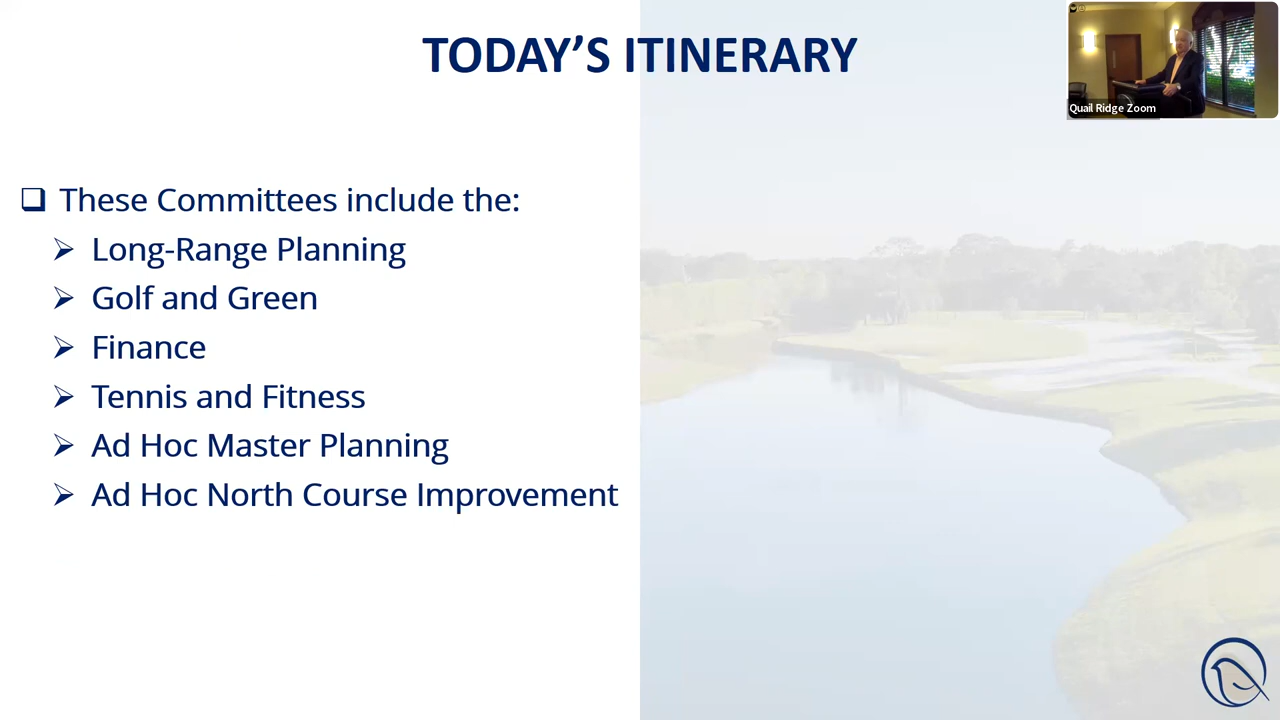 TODAY’S ITINERARY
Quail Ridge Zoom
These Committees include the:
Long-Range Planning
Golf and Green
Finance
Tennis and Fitness
Ad Hoc Master Planning
Ad Hoc North Course Improvement